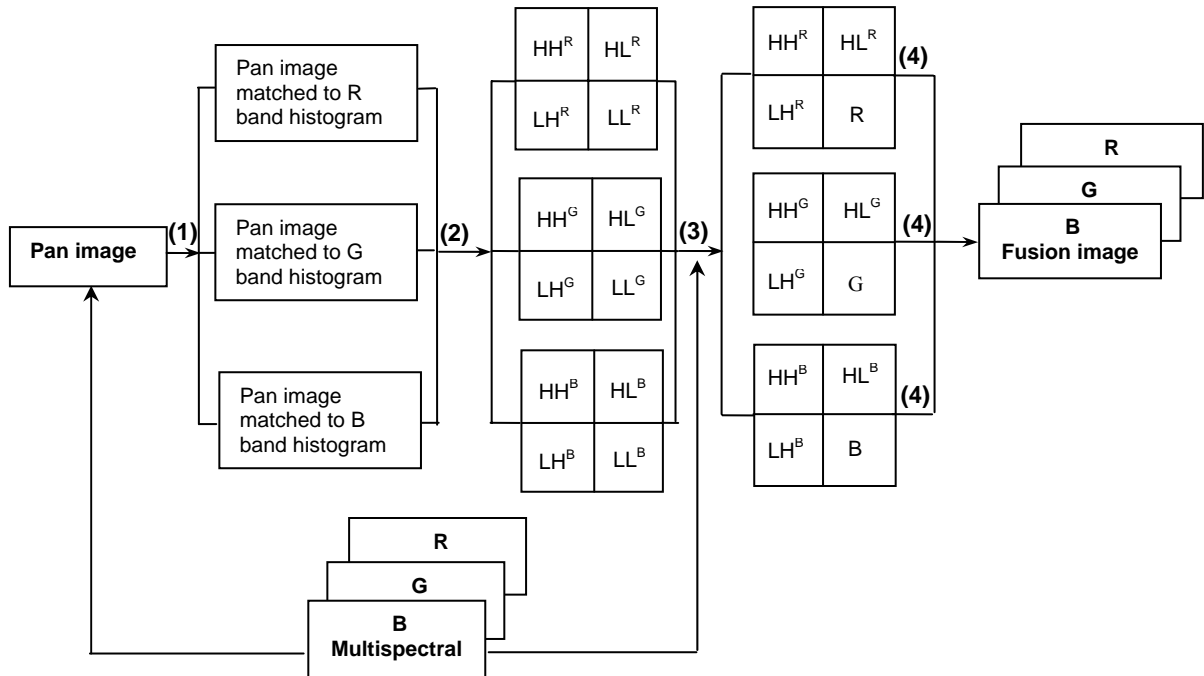 Pan image
(1)
Pan image
matched to R
band histogram
Pan image
matched to G
band histogram
Pan image
matched to B
band histogram
(2)
HH^R HL^R
LH^R LL^R
HH^G HL^G
LH^G LL^G
HH^B HL^B
LH^B LL^B
(3)
HH^R HL^R
LH^R R
(4)
HH^G HL^G
LH^G G
(4)
HH^B HL^B
LH^B B
(4)
R
G
B
Fusion image
R
G
B
Multispectral